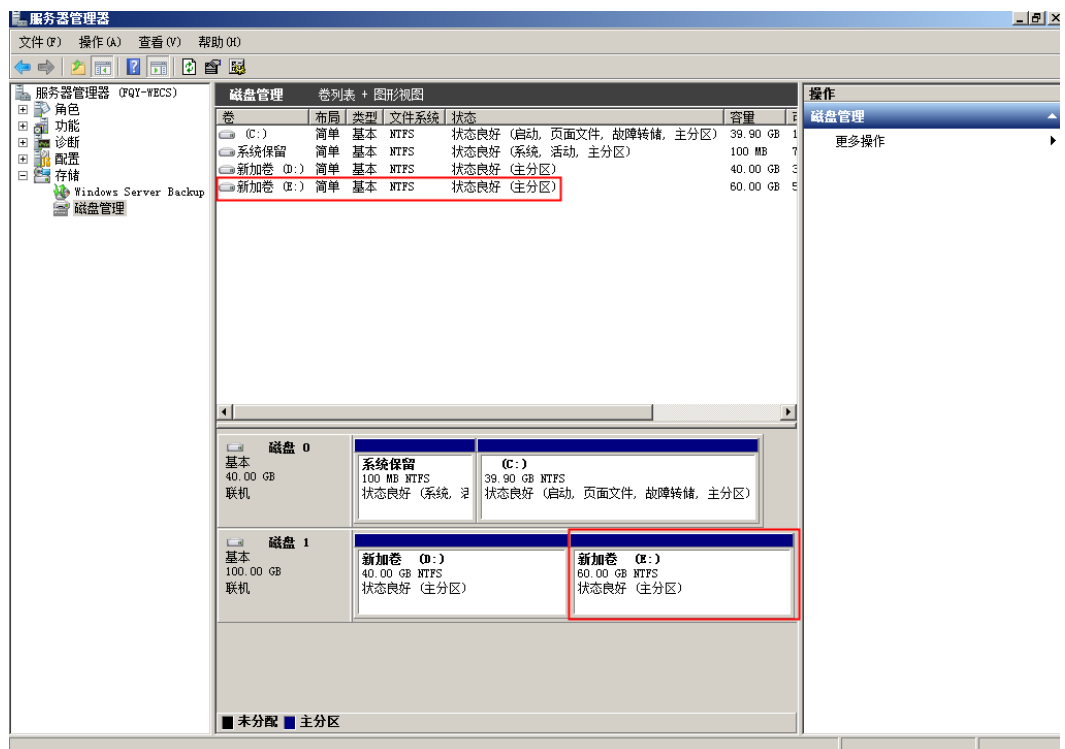 服务器管理器
文件(F) 操作(A) 查看(V) 帮助(H)
服务器管理器 (FQY-WECS)
角色
功能
诊断
配置
存储
Windows Server Backup
磁盘管理
磁盘管理 卷列表 + 图形视图
卷 布局 类型 文件系统 状态 容量
(C:) 简单 基本 NTFS 状态良好 (启动, 页面文件, 故障转储, 主分区) 39.90 GB 1
系统保留 简单 基本 NTFS 状态良好 (系统, 活动, 主分区) 100 MB 7
新加卷 (D:) 简单 基本 NTFS 状态良好 (主分区) 40.00 GB 3
新加卷 (E:) 简单 基本 NTFS 状态良好 (主分区) 60.00 GB 5
磁盘 0
基本
40.00 GB
联机
系统保留
100 MB NTFS
状态良好 (系统,
(C:)
39.90 GB NTFS
状态良好 (启动, 页面文件, 故障转储, 主分区)
磁盘 1
基本
100.00 GB
联机
新加卷 (D:)
40.00 GB NTFS
状态良好 (主分区)
新加卷 (E:)
60.00 GB NTFS
状态良好 (主分区)
未分配 主分区
操作
磁盘管理
更多操作